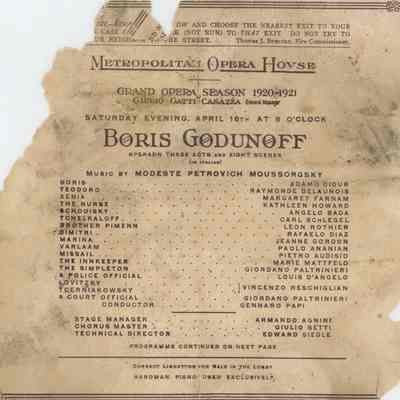 OW AND CHOOSE THE NEAREST EXIT TO YOUR
CASE OF (NOT RUN) TO THAT EXIT. DO NOT TRY TO
THE STREET. Thomas J. Drennan, Fire Commissioner.
METROPOLITAN OPERA HOUSE
GRAND OPERA SEASON 1920-1921
GIULIO GATTI-CASAZZA General Manager
SATURDAY EVENING, APRIL 16TH AT 8 O'CLOCK
BORIS GODUNOFF
OPERA IN THREE ACTS AND EIGHT SCENES
(IN ITALIAN)
MUSIC BY MODESTE PETROVICH MOUSSORGSKY
BORIS ADAMO DIDUR
TEODORO RAYMONDE DELAUNOIS
XENIA MARGARET FARNAM
THE NURSE KATHLEEN HOWARD
SCHOUISKY ANGELO BADA
TCHELKALOFF CARL SCHLEGEL
BROTHER PIMENN LEON ROTHIER
DIMITRI RAFAELO DIAZ
MARINA JEANNE GORDON
VARLAAM PAOLO ANANIAN
MISSAIL PIETRO AUDISIO
THE INNKEEPER MARIE MATTFELD
THE SIMPLETON GIORDANO PALTRINIERI
A POLICE OFFICIAL LOUIS D'ANGELO
LOVITZKY
TCERNIAKOWSKY VINCENZO RESCHIGLIAN
A COURT OFFICIAL GIORDANO PALTRINIERI
CONDUCTOR GENNARO PAPI
STAGE MANAGER ARMANDO AGNINI
CHORUS MASTER GIULIO SETTI
TECHNICAL DIRECTOR EDWARD SIEDLE
PROGRAMME CONTINUED ON NEXT PAGE
CORRECT LIBRETTOS FOR SALE IN THE LOBBY
HARDMAN PIANO USED EXCLUSIVELY.